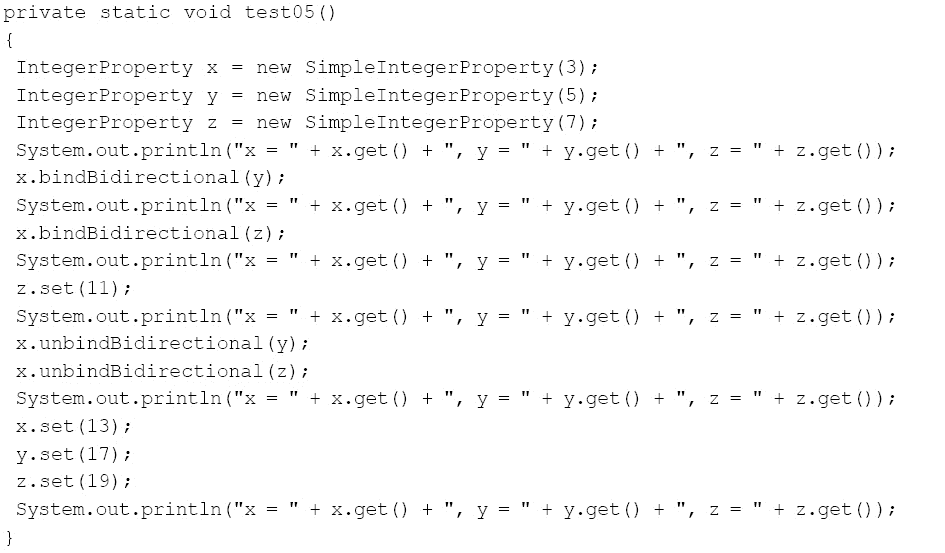 private static void test05()
{
 IntegerProperty x = new SimpleIntegerProperty(3);
 IntegerProperty y = new SimpleIntegerProperty(5);
 IntegerProperty z = new SimpleIntegerProperty(7);
 System.out.println("x = " + x.get() + ", y = " + y.get() + ", z = " + z.get());
 x.bindBidirectional(y);
 System.out.println("x = " + x.get() + ", y = " + y.get() + ", z = " + z.get());
 x.bindBidirectional(z);
 System.out.println("x = " + x.get() + ", y = " + y.get() + ", z = " + z.get());
 z.set(11);
 System.out.println("x = " + x.get() + ", y = " + y.get() + ", z = " + z.get());
 x.unbindBidirectional(y);
 x.unbindBidirectional(z);
 System.out.println("x = " + x.get() + ", y = " + y.get() + ", z = " + z.get());
 x.set(13);
 y.set(17);
 z.set(19);
 System.out.println("x = " + x.get() + ", y = " + y.get() + ", z = " + z.get());
}